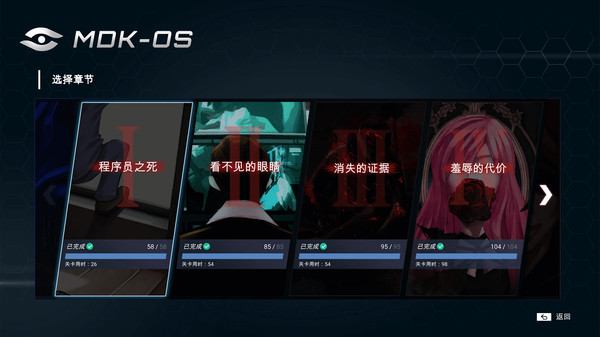 MDK-OS
选择章节
I
程序员之死
已完成 58 / 58
关卡用时：26
II
看不见的眼睛
已完成 85 / 85
关卡用时：54
III
消失的证据
已完成 95 / 95
关卡用时：54
IV
羞辱的代价
已完成 104 / 104
关卡用时：98
返回